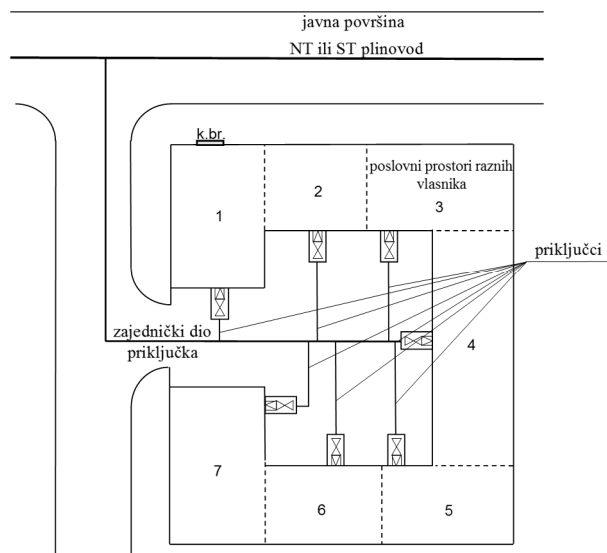 javna površina
NT ili ST plinovod
k.br.
poslovni prostori raznih
vlasnika
1
2
3
priključci
zajednički dio
priključka
4
7
6
5